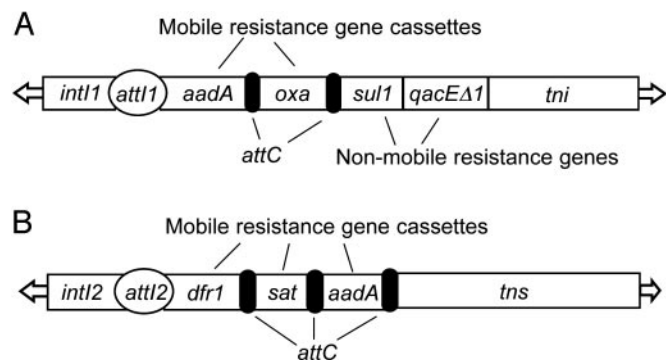 A
Mobile resistance gene cassettes
intI1 attI1 aadA oxa sul1 qacEΔ1 tni
attC
Non-mobile resistance genes
B
Mobile resistance gene cassettes
intI2 attI2 dfr1 sat aadA tns
attC